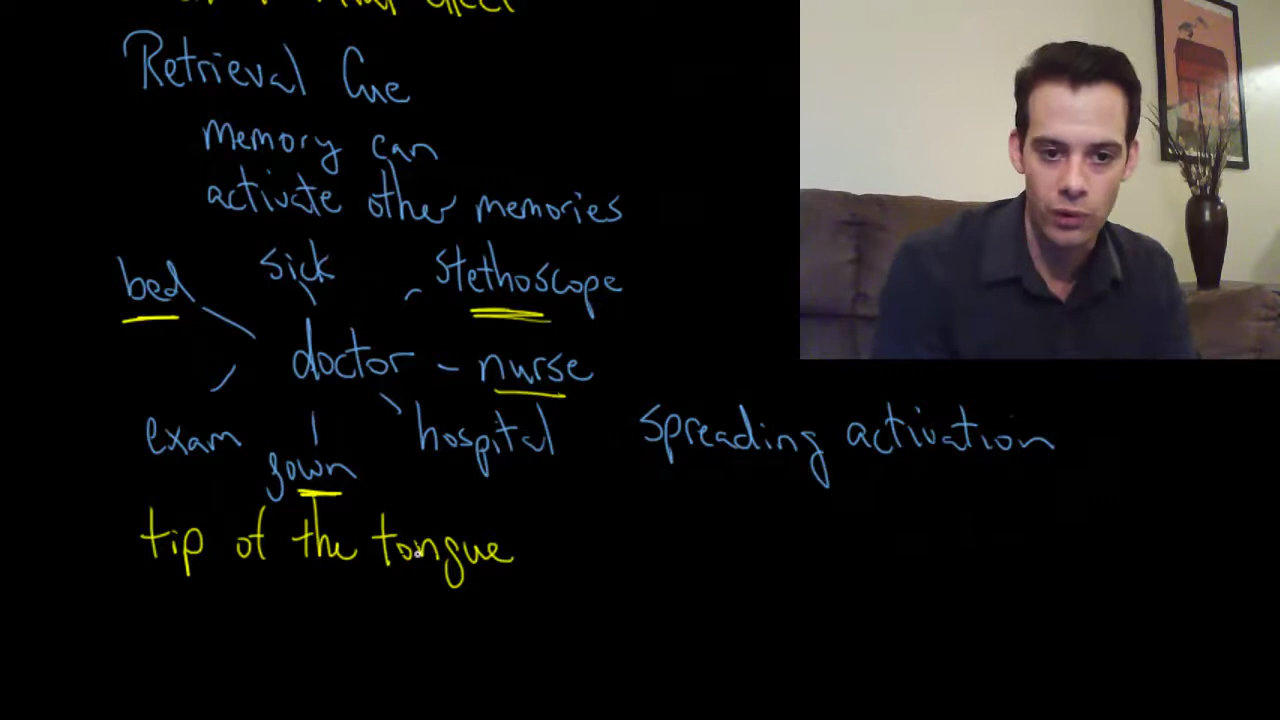 Retrieval Cue
memory can
activate other memories
bed sick stethoscope
doctor - nurse
exam gown hospital spreading activation
tip of the tongue